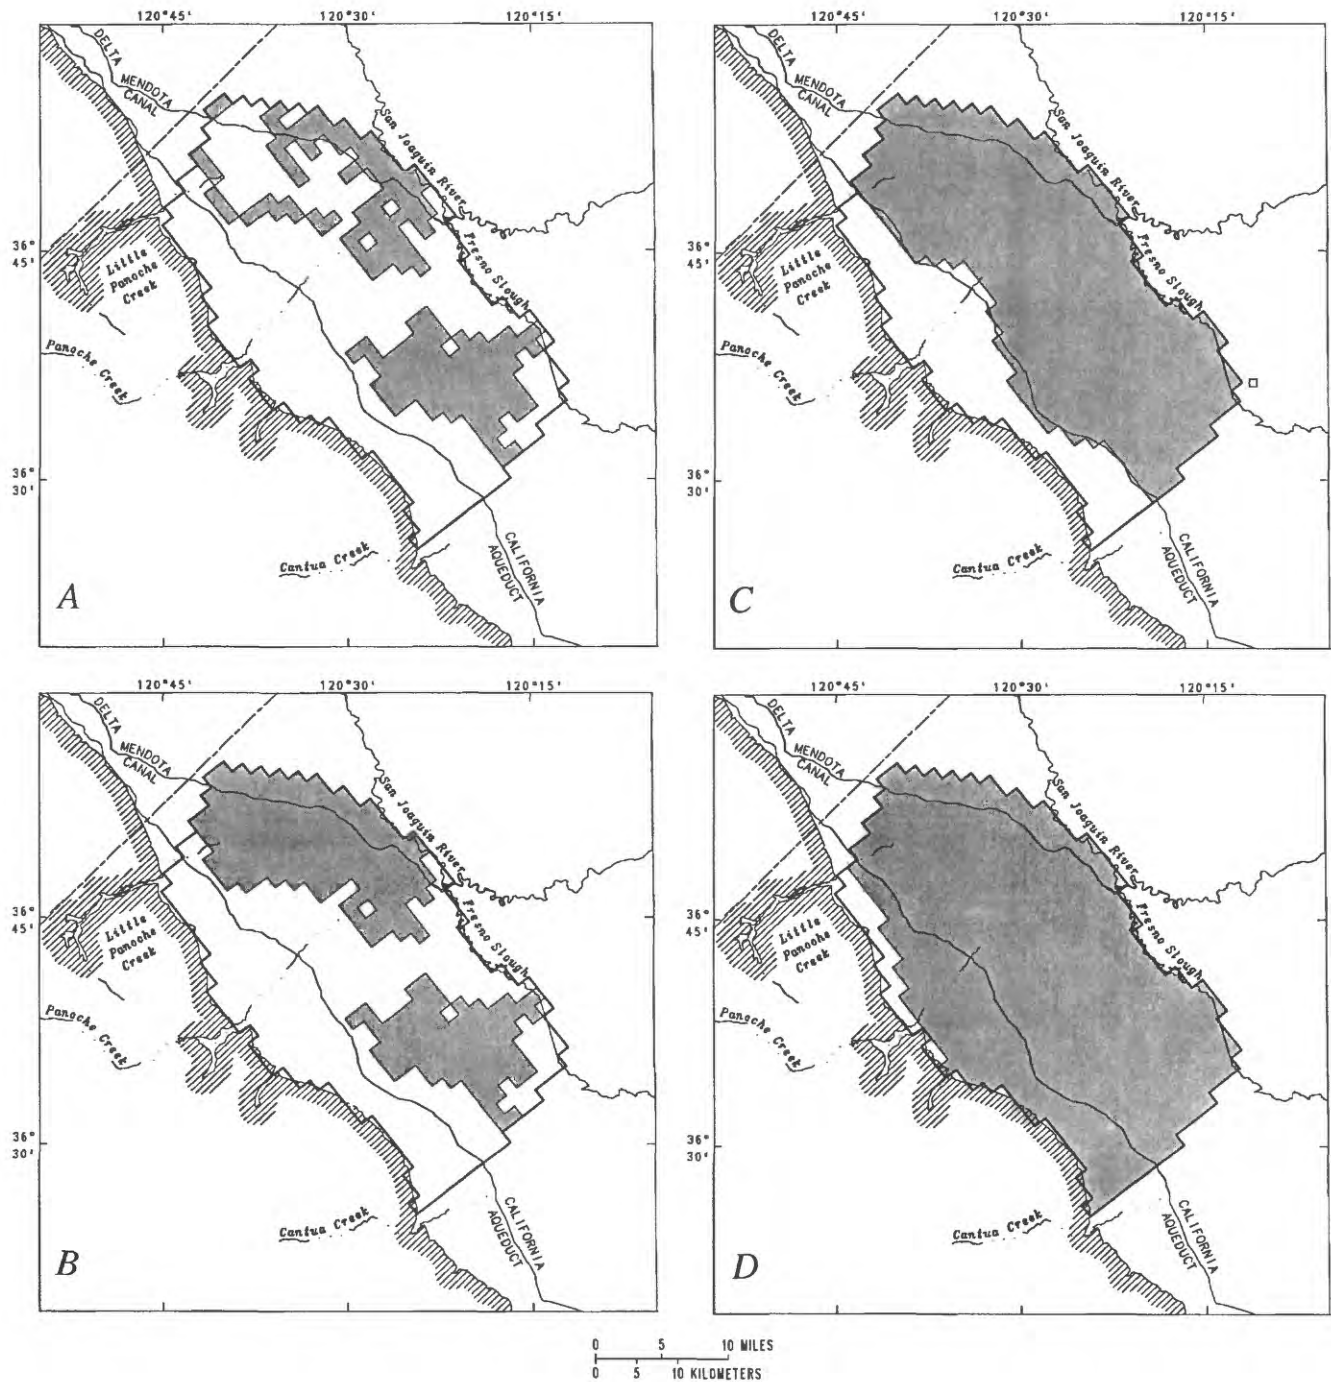 120°45' 120°30' 120°15'
DELTA
MENDOTA
CANAL
San Joaquin River
Fresno Slough
36°
45'
Little
Panoche
Creek
Panoche Creek
36°
30'
Cantua Creek
CALIFORNIA
AQUEDUCT
A
120°45' 120°30' 120°15'
DELTA
MENDOTA
CANAL
San Joaquin River
Fresno Slough
36°
45'
Little
Panoche
Creek
Panoche Creek
36°
30'
Cantua Creek
CALIFORNIA
AQUEDUCT
C
120°45' 120°30' 120°15'
DELTA
MENDOTA
CANAL
San Joaquin River
Fresno Slough
36°
45'
Little
Panoche
Creek
Panoche Creek
36°
30'
Cantua Creek
CALIFORNIA
AQUEDUCT
B
120°45' 120°30' 120°15'
DELTA
MENDOTA
CANAL
San Joaquin River
Fresno Slough
36°
45'
Little
Panoche
Creek
Panoche Creek
36°
30'
Cantua Creek
CALIFORNIA
AQUEDUCT
D
0 5 10 MILES
0 5 10 KILOMETERS